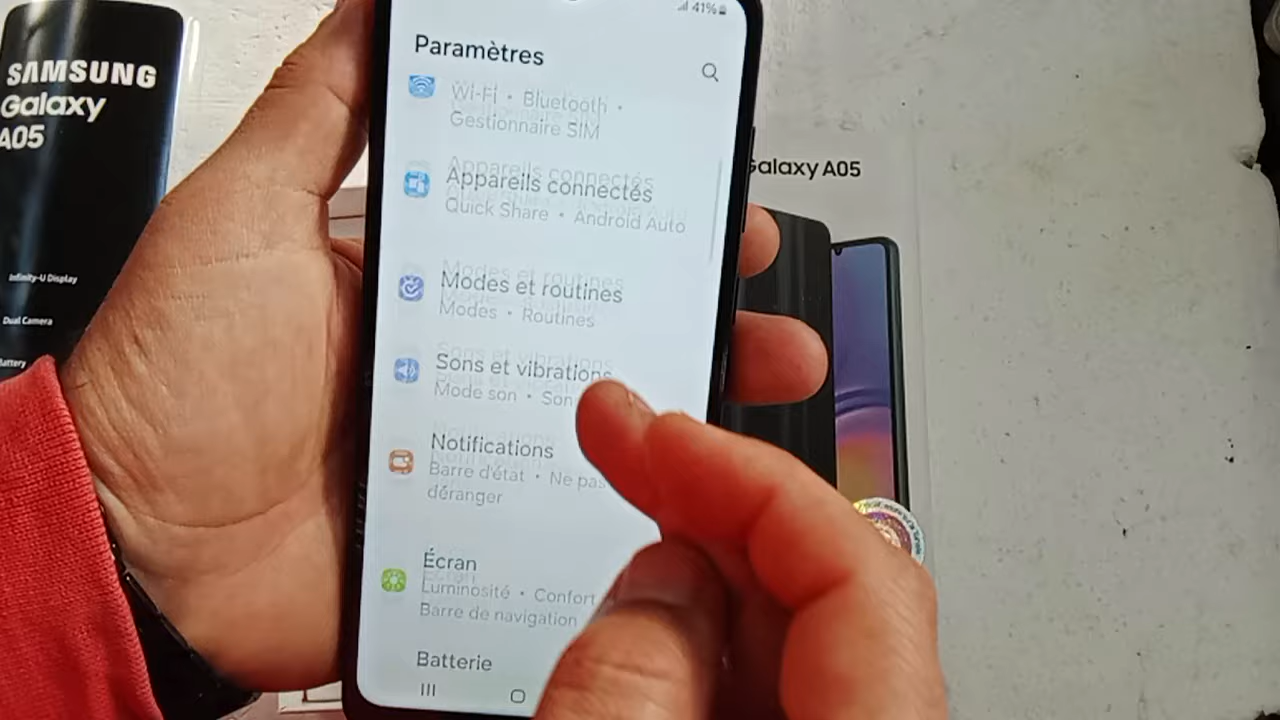 SAMSUNG
Galaxy
A05
Infinity-U Display
Dual Camera
Battery
41%
Paramètres
Wi-Fi • Bluetooth •
Gestionnaire SIM
Appareils connectés
Quick Share • Android Auto
Modes et routines
Modes • Routines
Sons et vibrations
Mode son • Son
Notifications
Barre d'état • Ne pas
déranger
Écran
Luminosité • Confort
Barre de navigation
Batterie
Galaxy A05